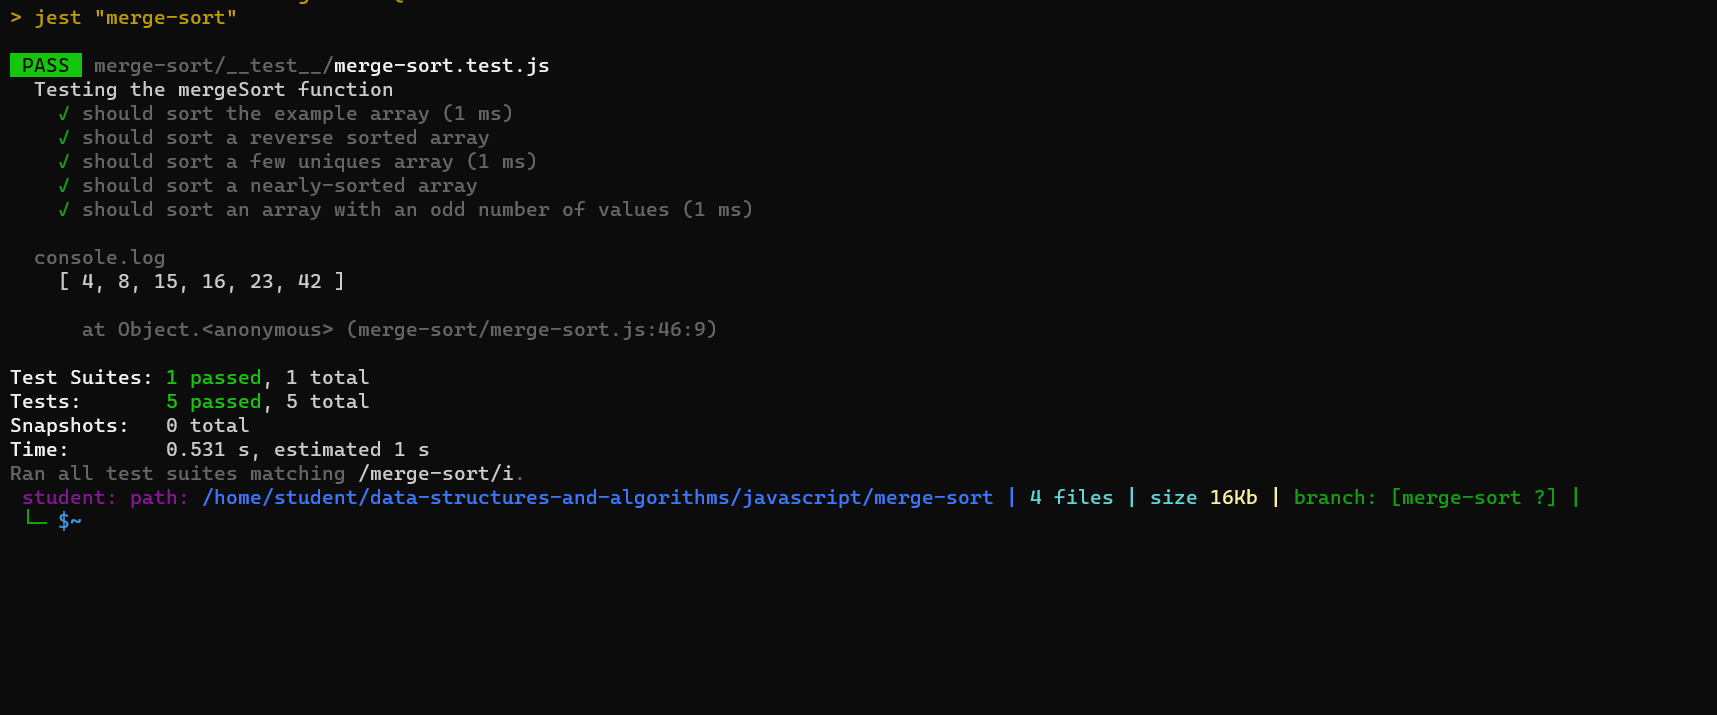 > jest "merge-sort"
PASS merge-sort/__test__/merge-sort.test.js
Testing the mergeSort function
√ should sort the example array (1 ms)
√ should sort a reverse sorted array
√ should sort a few uniques array (1 ms)
√ should sort a nearly-sorted array
√ should sort an array with an odd number of values (1 ms)
console.log
[ 4, 8, 15, 16, 23, 42 ]
at Object.<anonymous> (merge-sort/merge-sort.js:46:9)
Test Suites: 1 passed, 1 total
Tests: 5 passed, 5 total
Snapshots: 0 total
Time: 0.531 s, estimated 1 s
Ran all test suites matching /merge-sort/i.
student: path: /home/student/data-structures-and-algorithms/javascript/merge-sort | 4 files | size 16Kb | branch: [merge-sort ?] |
└─ $~